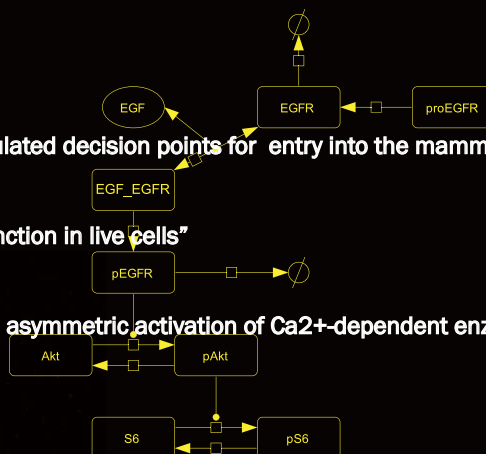 EGF
EGFR
proEGFR
ulated decision points for entry into the mamm
EGF_EGFR
nction in live cells”
pEGFR
asymmetric activation of Ca2+-dependent enz
Akt
pAkt
S6
pS6